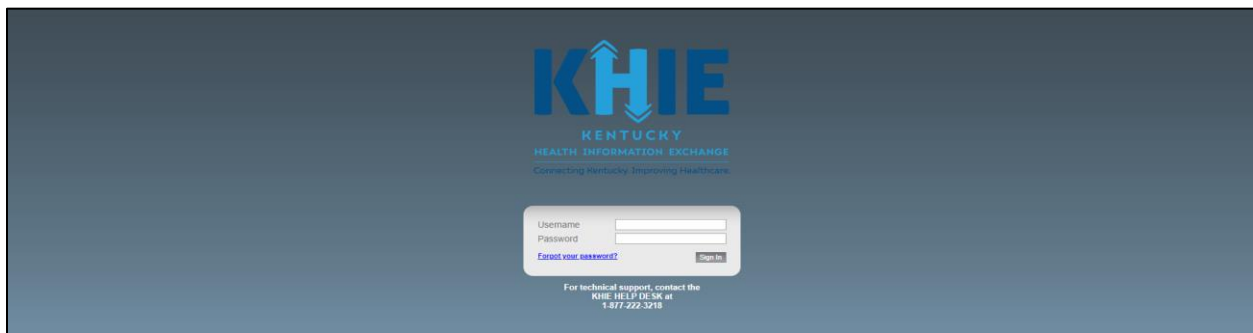 KHIE
KENTUCKY
HEALTH INFORMATION EXCHANGE
Connecting Kentucky. Improving Healthcare.
Username
Password
Forgot your password?
Sign In
For technical support, contact the
KHIE HELP DESK at
1-877-222-3218